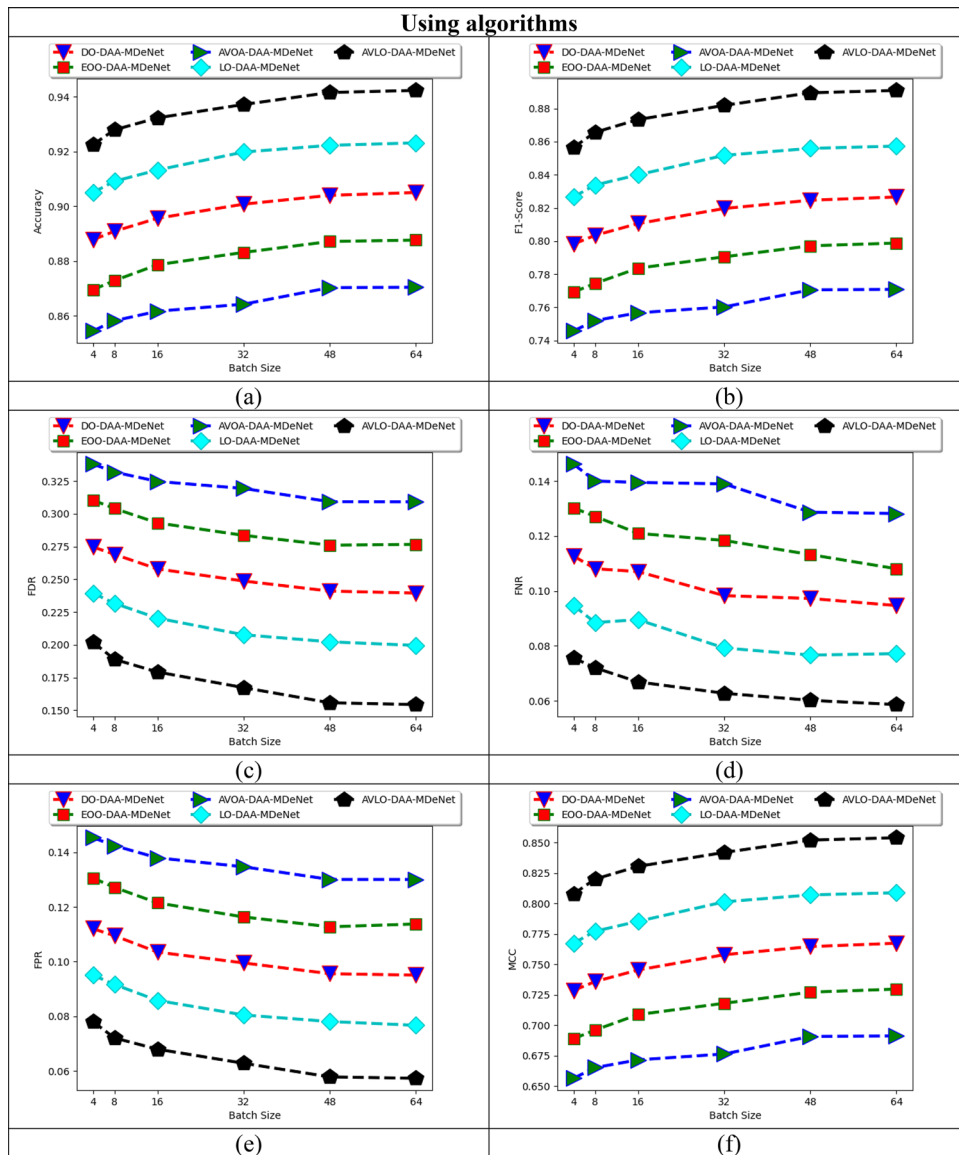 Using algorithms
DO-DAA-MDeNet AVOA-DAA-MDeNet AVLO-DAA-MDeNet
EOO-DAA-MDeNet LO-DAA-MDeNet
0.94
0.92
0.90
0.88
0.86
Accuracy
4 8 16 32 48 64
Batch Size
(a)
DO-DAA-MDeNet AVOA-DAA-MDeNet AVLO-DAA-MDeNet
EOO-DAA-MDeNet LO-DAA-MDeNet
0.88
0.86
0.84
0.82
0.80
0.78
0.76
0.74
F1-Score
4 8 16 32 48 64
Batch Size
(b)
DO-DAA-MDeNet AVOA-DAA-MDeNet AVLO-DAA-MDeNet
EOO-DAA-MDeNet LO-DAA-MDeNet
0.325
0.300
0.275
0.250
0.225
0.200
0.175
0.150
FDR
4 8 16 32 48 64
Batch Size
(c)
DO-DAA-MDeNet AVOA-DAA-MDeNet AVLO-DAA-MDeNet
EOO-DAA-MDeNet LO-DAA-MDeNet
0.14
0.12
0.10
0.08
0.06
FNR
4 8 16 32 48 64
Batch Size
(d)
DO-DAA-MDeNet AVOA-DAA-MDeNet AVLO-DAA-MDeNet
EOO-DAA-MDeNet LO-DAA-MDeNet
0.14
0.12
0.10
0.08
0.06
FPR
4 8 16 32 48 64
Batch Size
(e)
DO-DAA-MDeNet AVOA-DAA-MDeNet AVLO-DAA-MDeNet
EOO-DAA-MDeNet LO-DAA-MDeNet
0.850
0.825
0.800
0.775
0.750
0.725
0.700
0.675
0.650
MCC
4 8 16 32 48 64
Batch Size
(f)